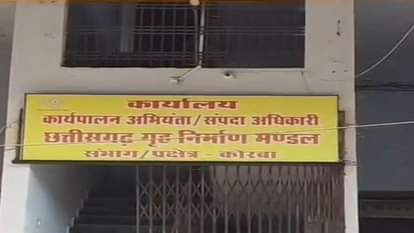 कार्यालय
कार्यपालन अभियंता/संपदा अधिकारी
छत्तीसगढ़ गृह निर्माण मण्डल
संभाग/प्रक्षेत्र - कोरबा